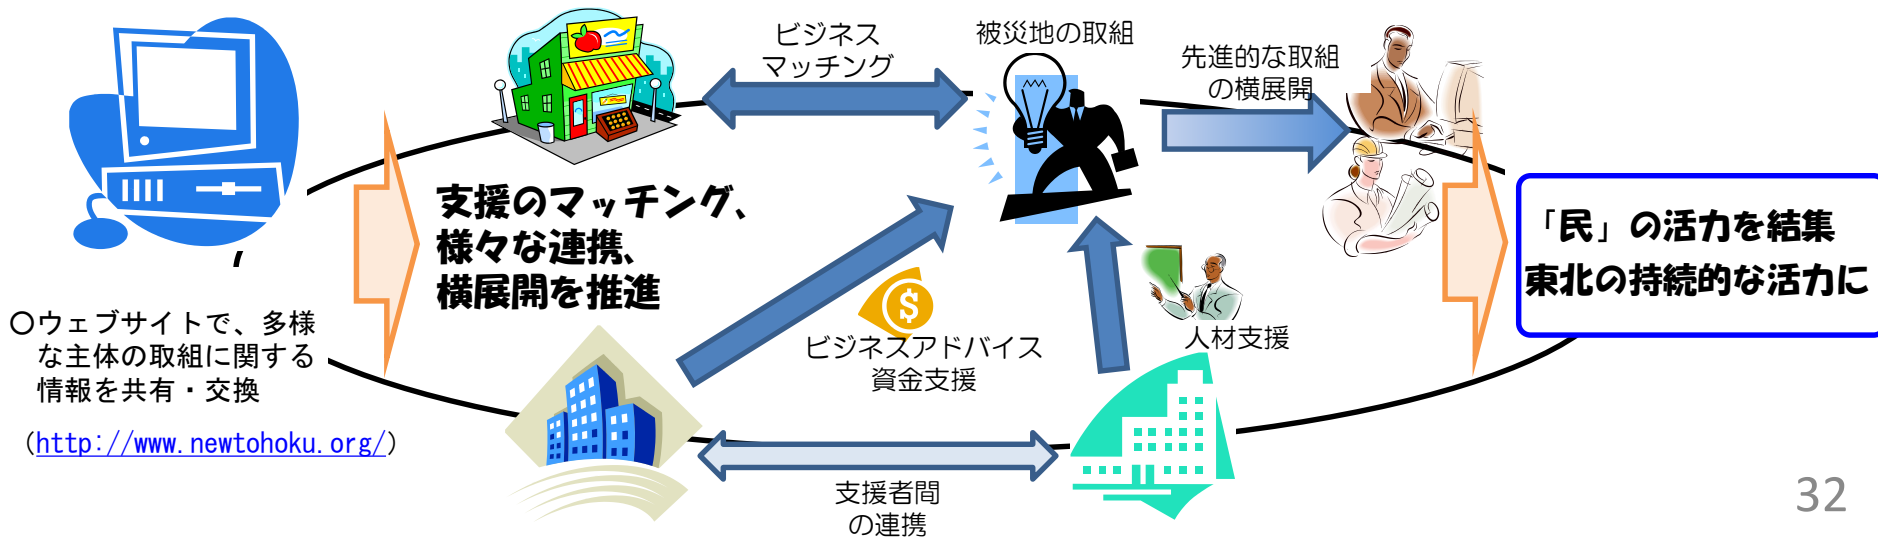 ビジネス
マッチング
被災地の取組
先進的な取組
の横展開
支援のマッチング、
様々な連携、
横展開を推進
「民」の活力を結集
東北の持続的な活力に
〇ウェブサイトで、多様
な主体の取組に関する
情報を共有・交換
(http://www.newtohoku.org/)
ビジネスアドバイス
資金支援
人材支援
支援者間
の連携
32